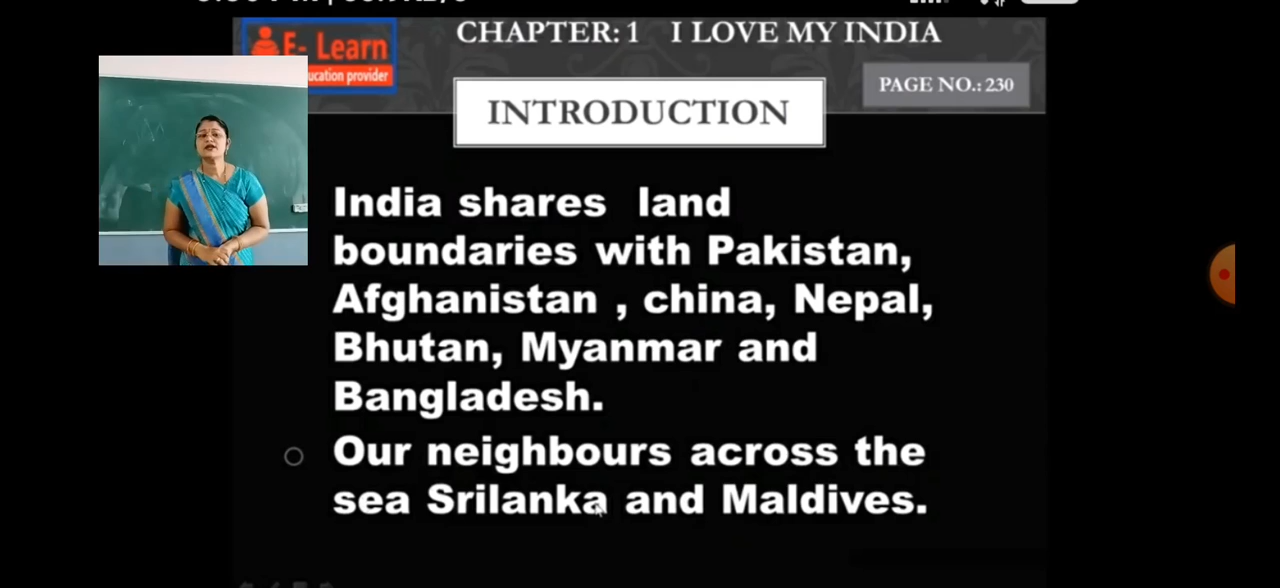 CHAPTER: 1 I LOVE MY INDIA
E- Learn
ucation provider
PAGE NO.: 230
INTRODUCTION
India shares land
boundaries with Pakistan,
Afghanistan , china, Nepal,
Bhutan, Myanmar and
Bangladesh.
Our neighbours across the
sea Srilanka and Maldives.